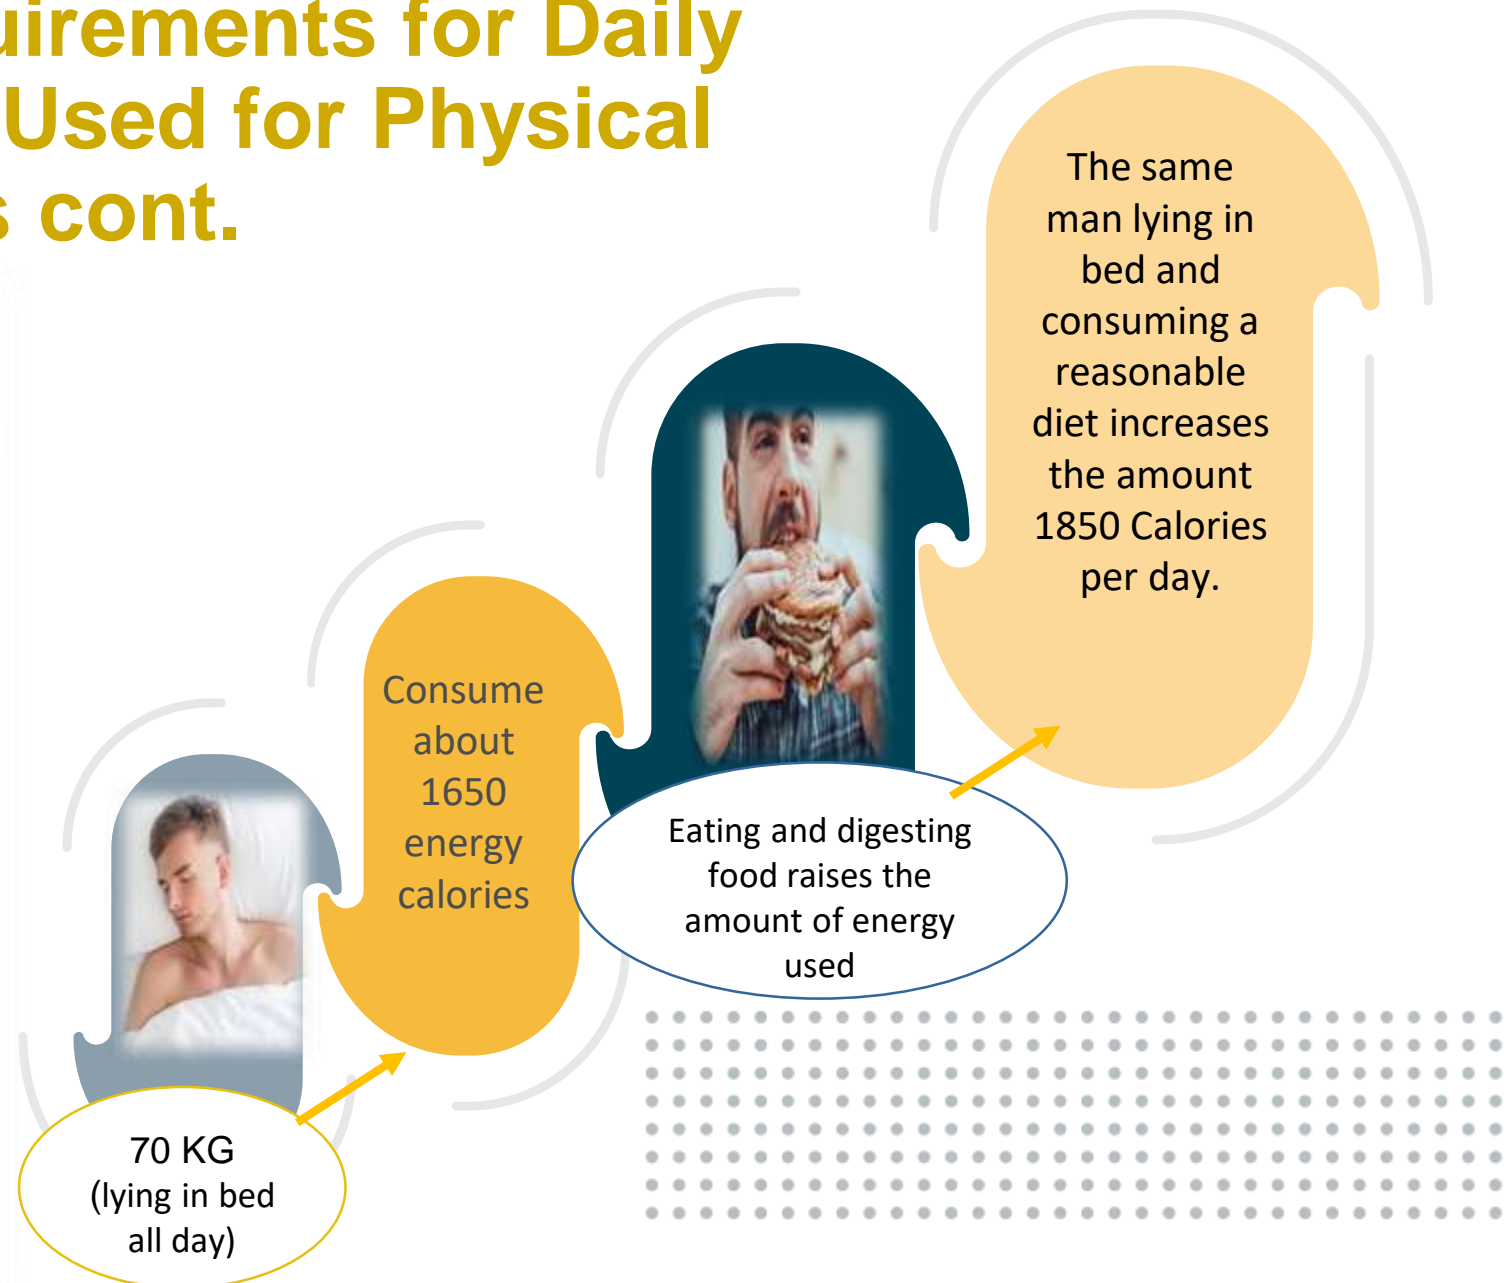 uirements for Daily
Used for Physical
s cont.
The same
man lying in
bed and
consuming a
reasonable
diet increases
the amount
1850 Calories
per day.
Consume
about
1650
energy
calories
Eating and digesting
food raises the
amount of energy
used
70 KG
(lying in bed
all day)